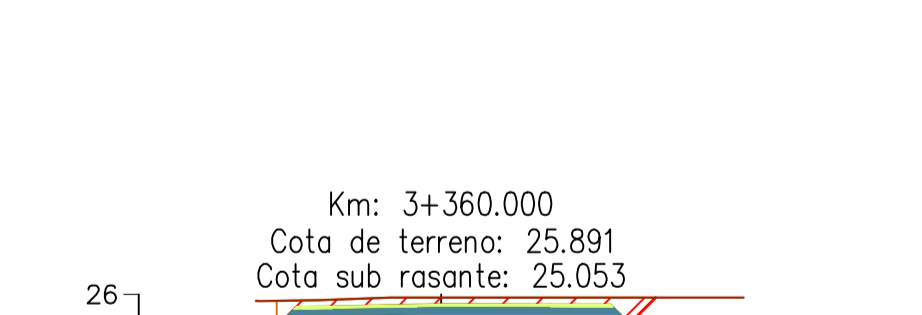 Km: 3+360.000
Cota de terreno: 25.891
Cota sub rasante: 25.053
26